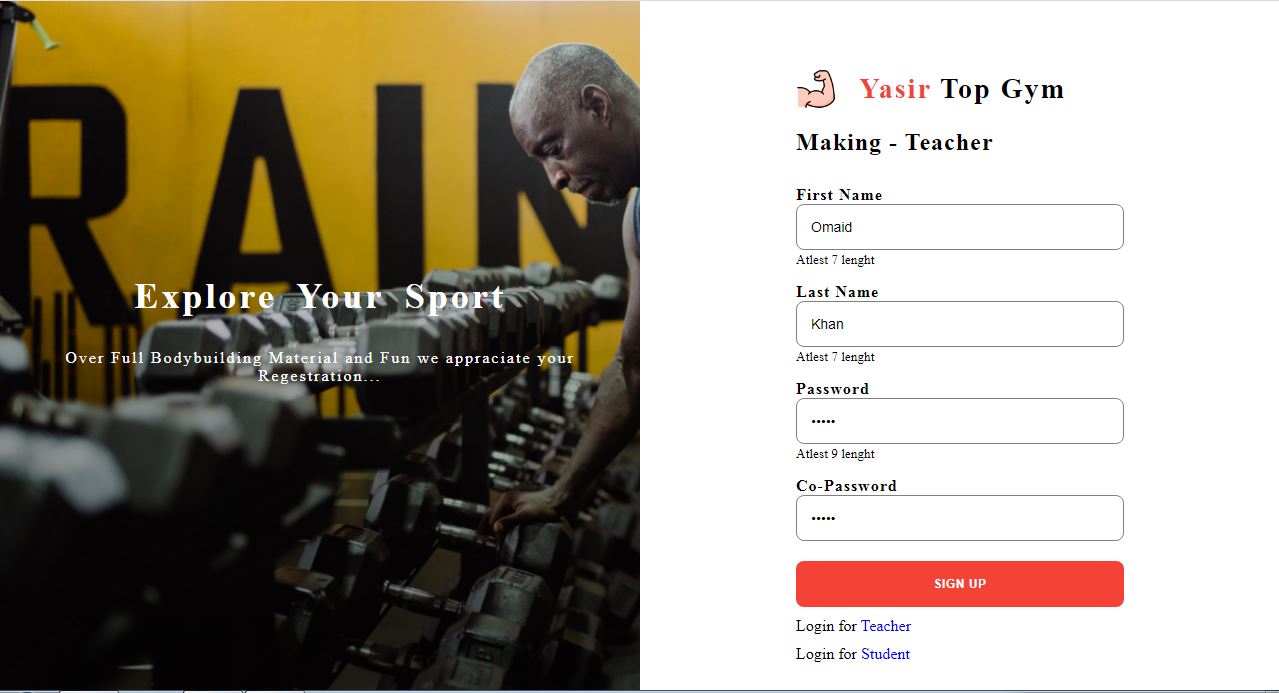 RAIN
Explore Your Sport
Over Full Bodybuilding Material and Fun we appraciate your
Regestration...
Yasir Top Gym
Making - Teacher
First Name
Omaid
Atlest 7 lenght
Last Name
Khan
Atlest 7 lenght
Password
•••••
Atlest 9 lenght
Co-Password
•••••
SIGN UP
Login for Teacher
Login for Student